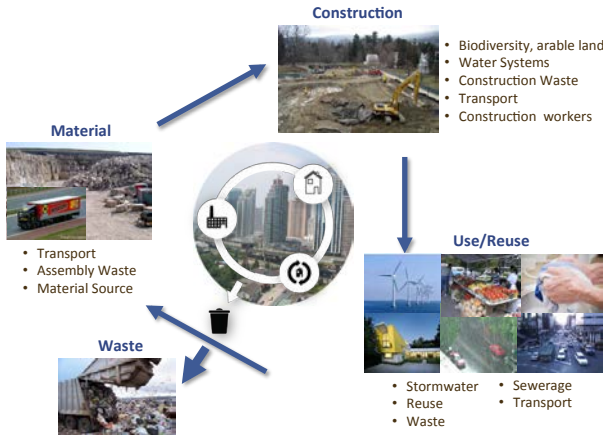 Construction
• Biodiversity, arable land
• Water Systems
• Construction Waste
• Transport
• Construction workers
Material
• Transport
• Assembly Waste
• Material Source
Use/Reuse
• Stormwater
• Reuse
• Waste
• Sewerage
• Transport
Waste